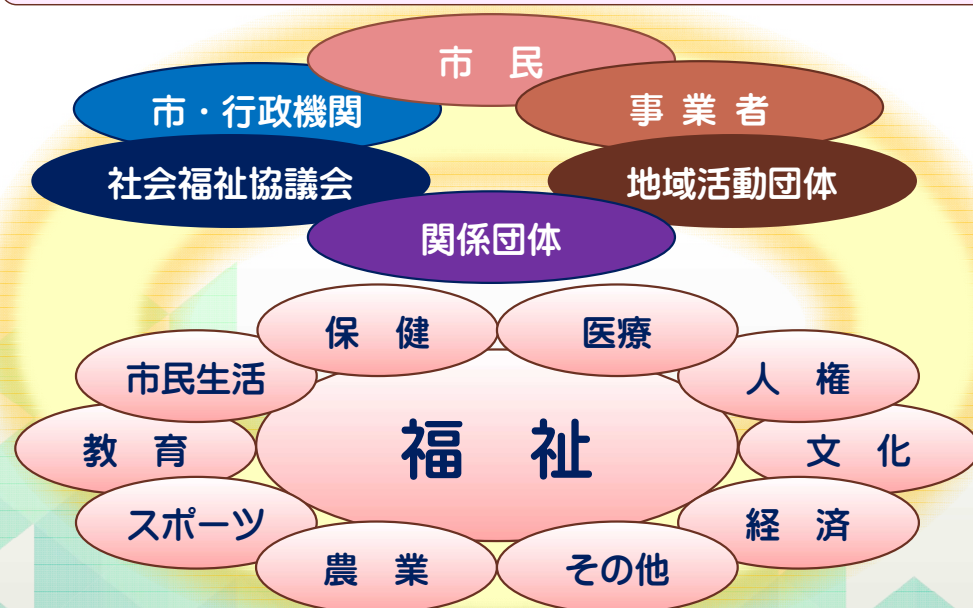 市　民
市・行政機関
事 業 者
社会福祉協議会
地域活動団体
関係団体
保　健
医療
市民生活
人　権
教　育
福　祉
文　化
スポーツ
経　済
農　業
その他